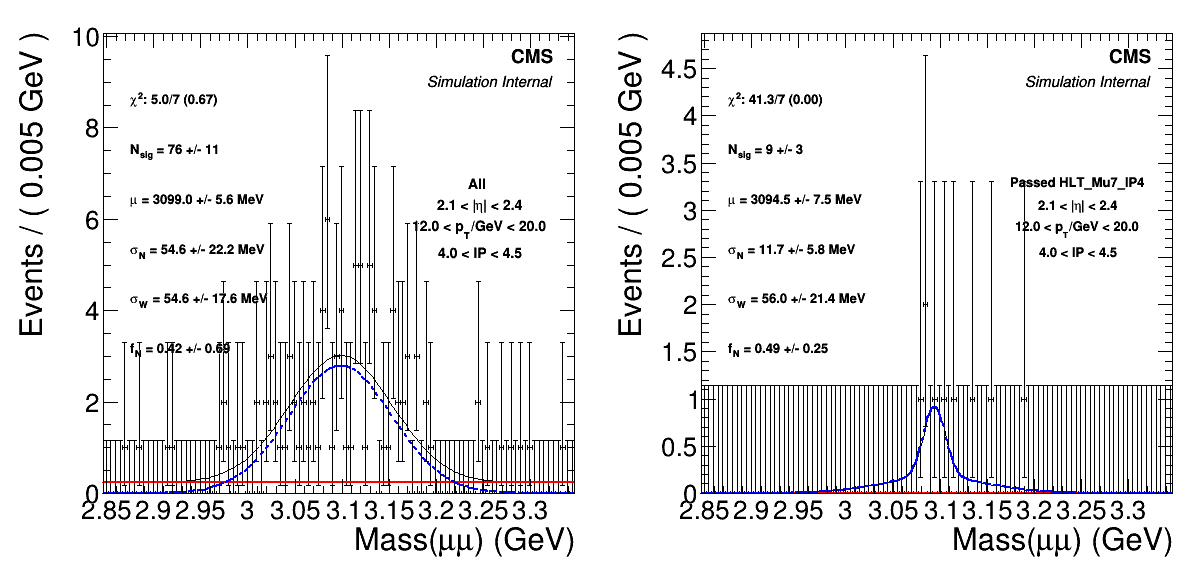 Events / ( 0.005 GeV )
10
8
6
4
2
0
CMS
Simulation Internal
χ²: 5.0/7 (0.67)
N_sig = 76 +/- 11
μ = 3099.0 +/- 5.6 MeV
σ_N = 54.6 +/- 22.2 MeV
σ_W = 54.6 +/- 17.6 MeV
f_N = 0.42 +/- 0.69
All
2.1 < |η| < 2.4
12.0 < p_T/GeV < 20.0
4.0 < IP < 4.5
2.85 2.9 2.95 3 3.05 3.1 3.15 3.2 3.25 3.3
Mass(μμ) (GeV)
Events / ( 0.005 GeV )
4.5
4
3.5
3
2.5
2
1.5
1
0.5
0
CMS
Simulation Internal
χ²: 41.3/7 (0.00)
N_sig = 9 +/- 3
μ = 3094.5 +/- 7.5 MeV
σ_N = 11.7 +/- 5.8 MeV
σ_W = 56.0 +/- 21.4 MeV
f_N = 0.49 +/- 0.25
Passed HLT_Mu7_IP4
2.1 < |η| < 2.4
12.0 < p_T/GeV < 20.0
4.0 < IP < 4.5
2.85 2.9 2.95 3 3.05 3.1 3.15 3.2 3.25 3.3
Mass(μμ) (GeV)